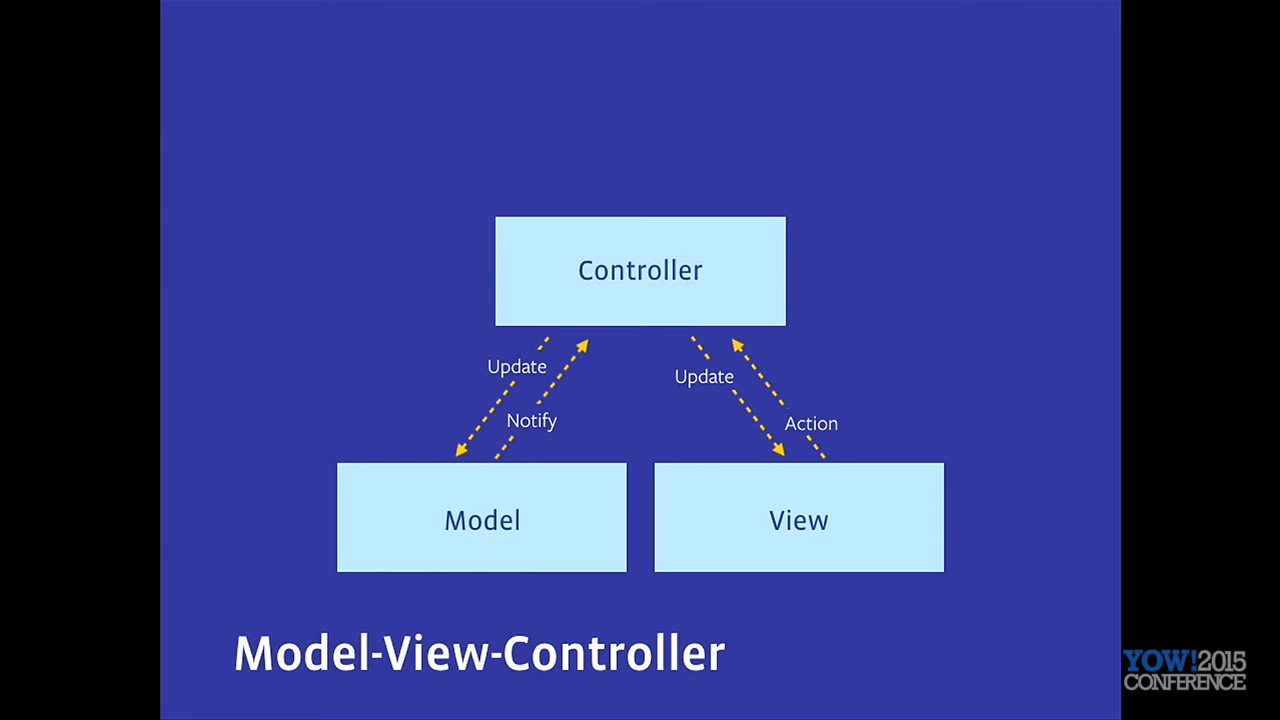 Controller
Update
Update
Notify
Action
Model
View
Model-View-Controller
YOW!2015
CONFERENCE